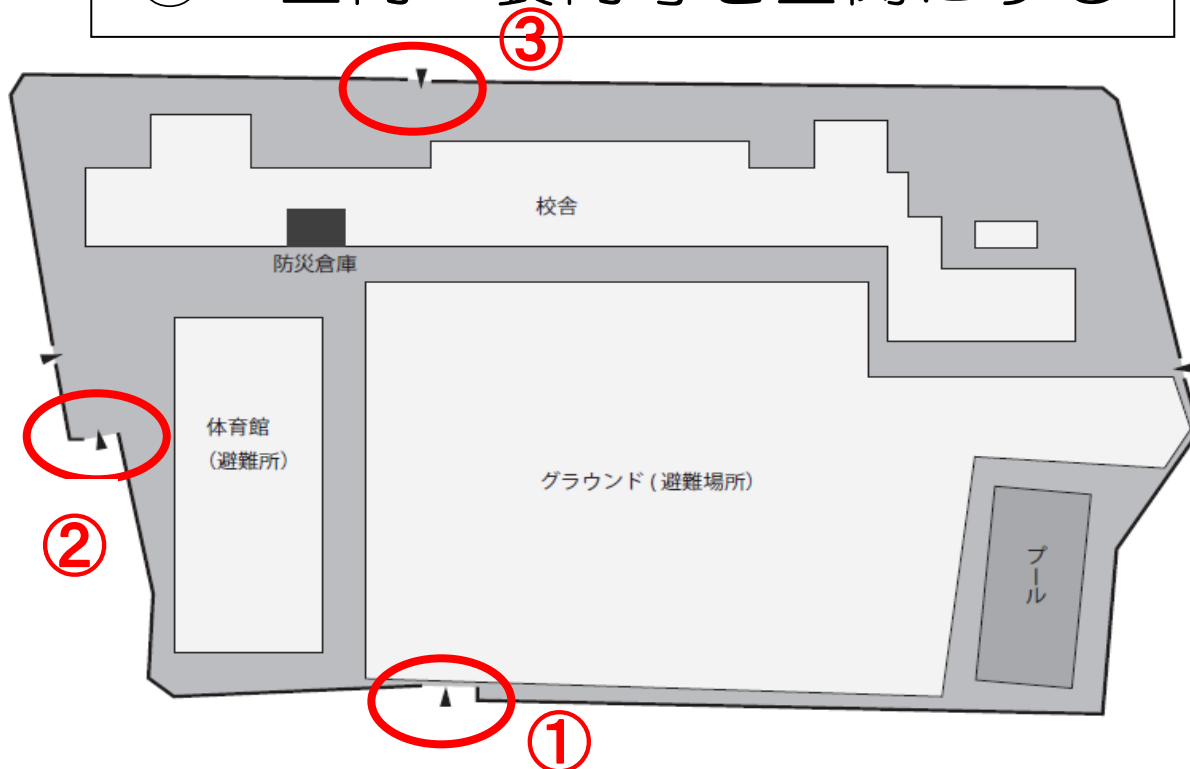 ③
校舎
防災倉庫
体育館
（避難所）
グラウンド(避難場所）
②
プール
①